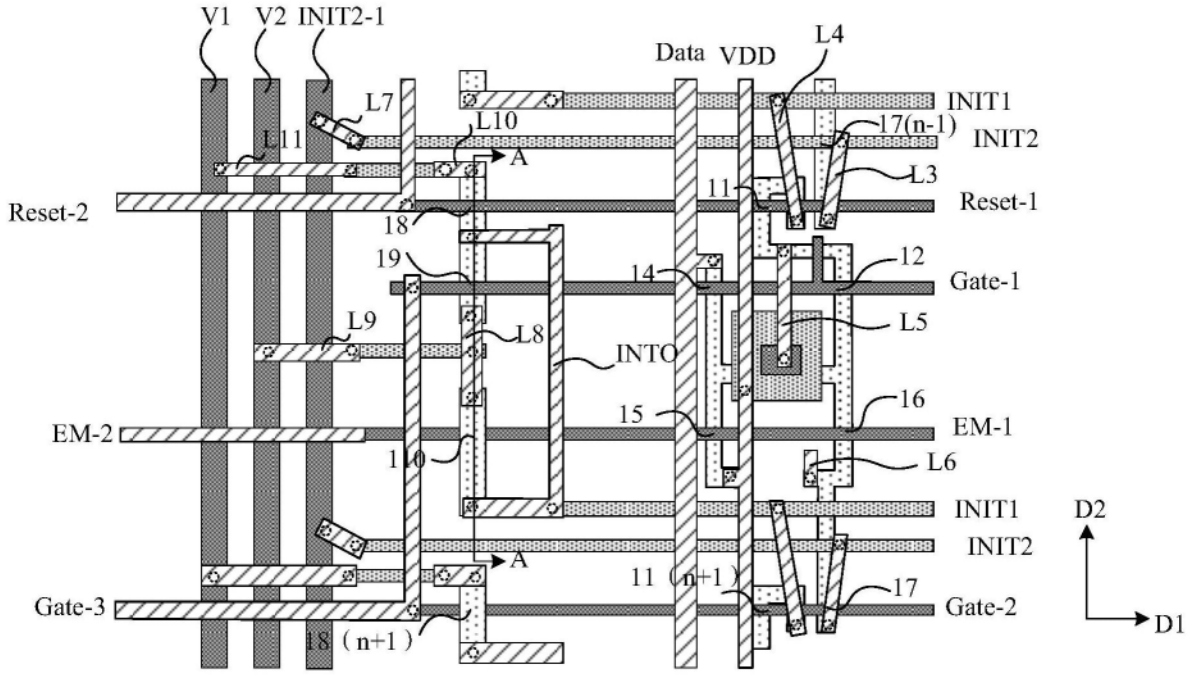 V1 V2 INIT2-1
Data VDD L4
L7
L10
INIT1
17(n-1)
INIT2
L11
A
L3
11
Reset-2
18
Reset-1
19
14
12
Gate-1
L9
L8
L5
INTO
EM-2
110
15
16
EM-1
L6
INIT1
D2
INIT2
A
11（n+1）
17
Gate-3
18（n+1）
Gate-2
D1